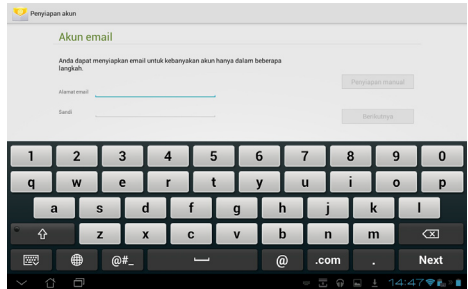 Penyiapan akun
Akun email
Anda dapat menyiapkan email untuk kebanyakan akun hanya dalam beberapa
langkah.
Penyiapan manual
Alamat email
Sandi
Berikutnya
1 2 3 4 5 6 7 8 9 0
q w e r t y u i o p
a s d f g h j k l
z x c v b n m
@#_ @ .com . Next
14:47